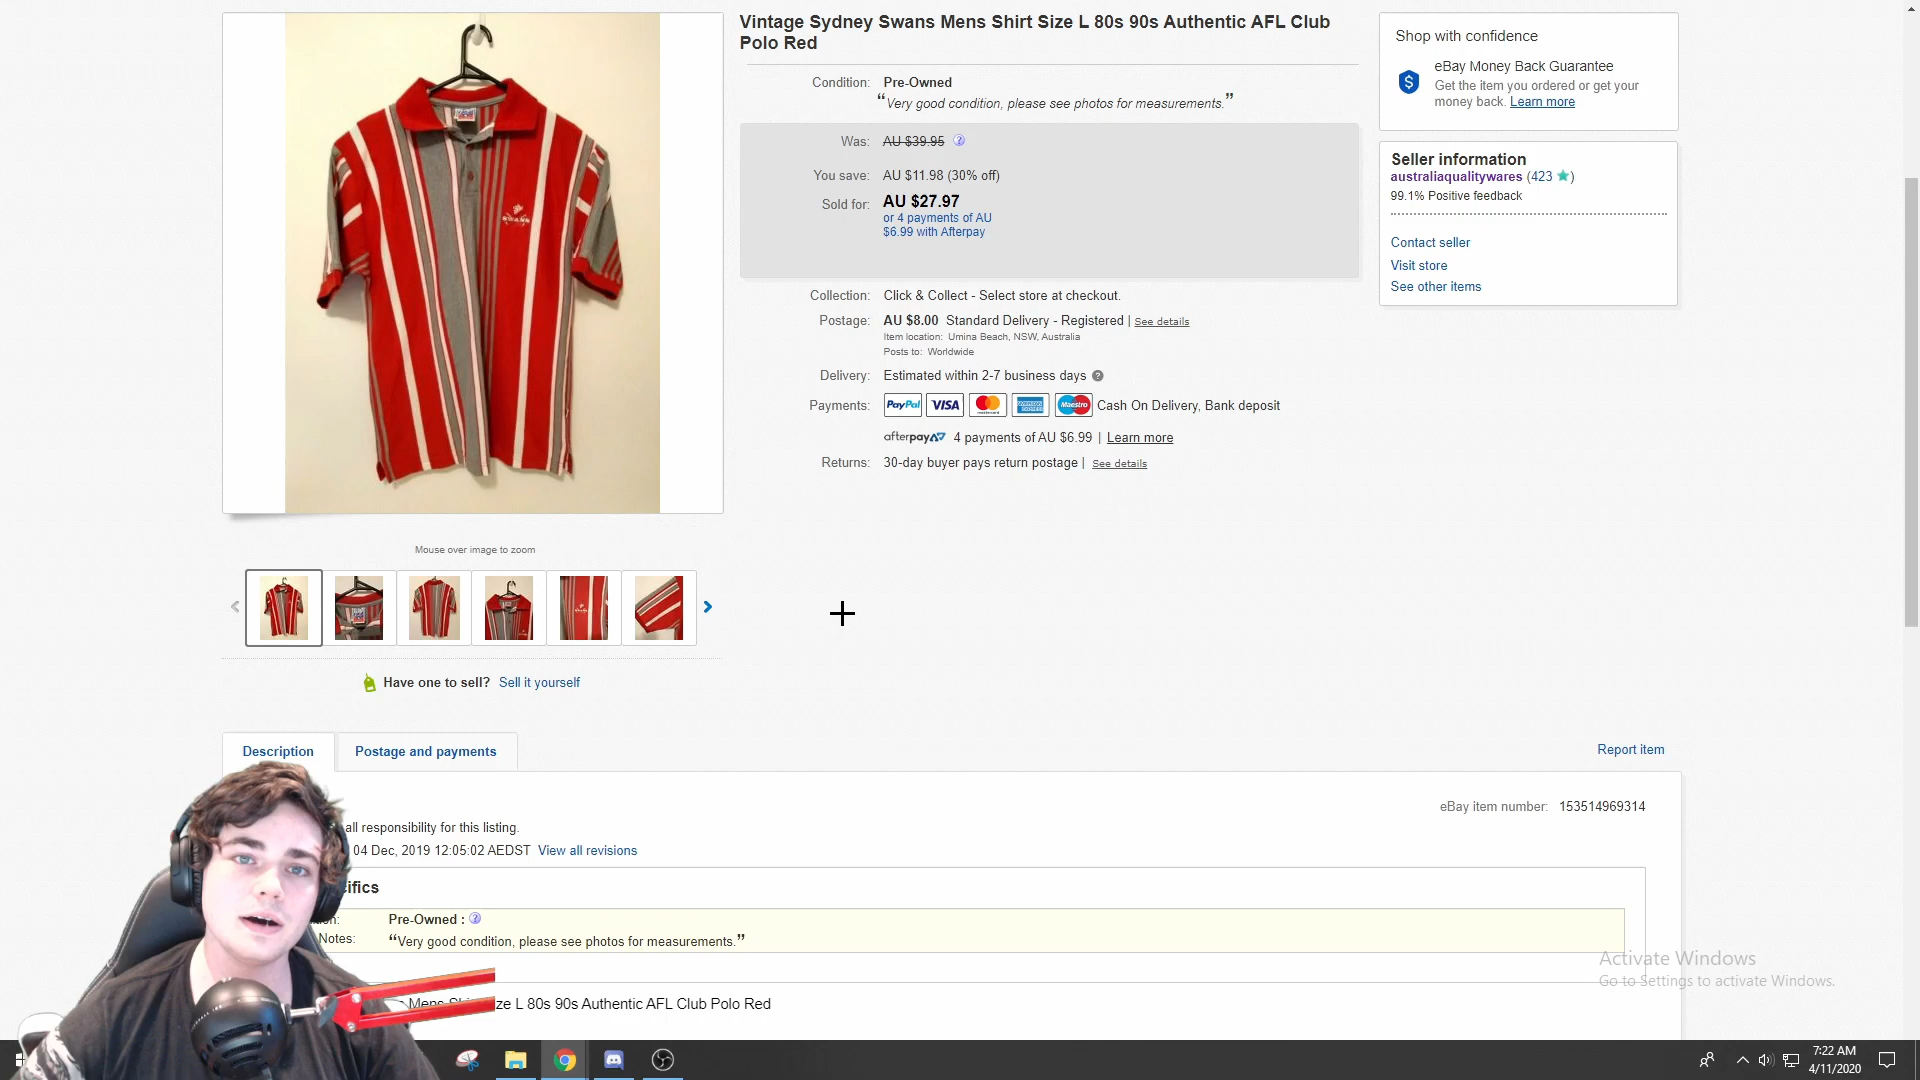 Vintage Sydney Swans Mens Shirt Size L 80s 90s Authentic AFL Club
Polo Red
Condition: Pre-Owned
“Very good condition, please see photos for measurements.”
Was: AU $39.95
You save: AU $11.98 (30% off)
Sold for: AU $27.97
or 4 payments of AU
$6.99 with Afterpay
Collection: Click & Collect - Select store at checkout.
Postage: AU $8.00 Standard Delivery - Registered | See details
Item location: Umina Beach, NSW, Australia
Posts to: Worldwide
Delivery: Estimated within 2-7 business days
Payments: PayPal VISA Maestro Cash On Delivery, Bank deposit
afterpay 4 payments of AU $6.99 | Learn more
Returns: 30-day buyer pays return postage | See details
Shop with confidence
eBay Money Back Guarantee
Get the item you ordered or get your
money back. Learn more
Seller information
australiaqualitywares (423)
99.1% Positive feedback
Contact seller
Visit store
See other items
SWANS
Mouse over image to zoom
Have one to sell? Sell it yourself
Description
Postage and payments
Report item
eBay item number: 153514969314
all responsibility for this listing.
04 Dec, 2019 12:05:02 AEDST View all revisions
Pre-Owned :
Notes: “Very good condition, please see photos for measurements.”
Mens ze L 80s 90s Authentic AFL Club Polo Red
Activate Windows
Go to Settings to activate Windows.
7:22 AM
4/11/2020